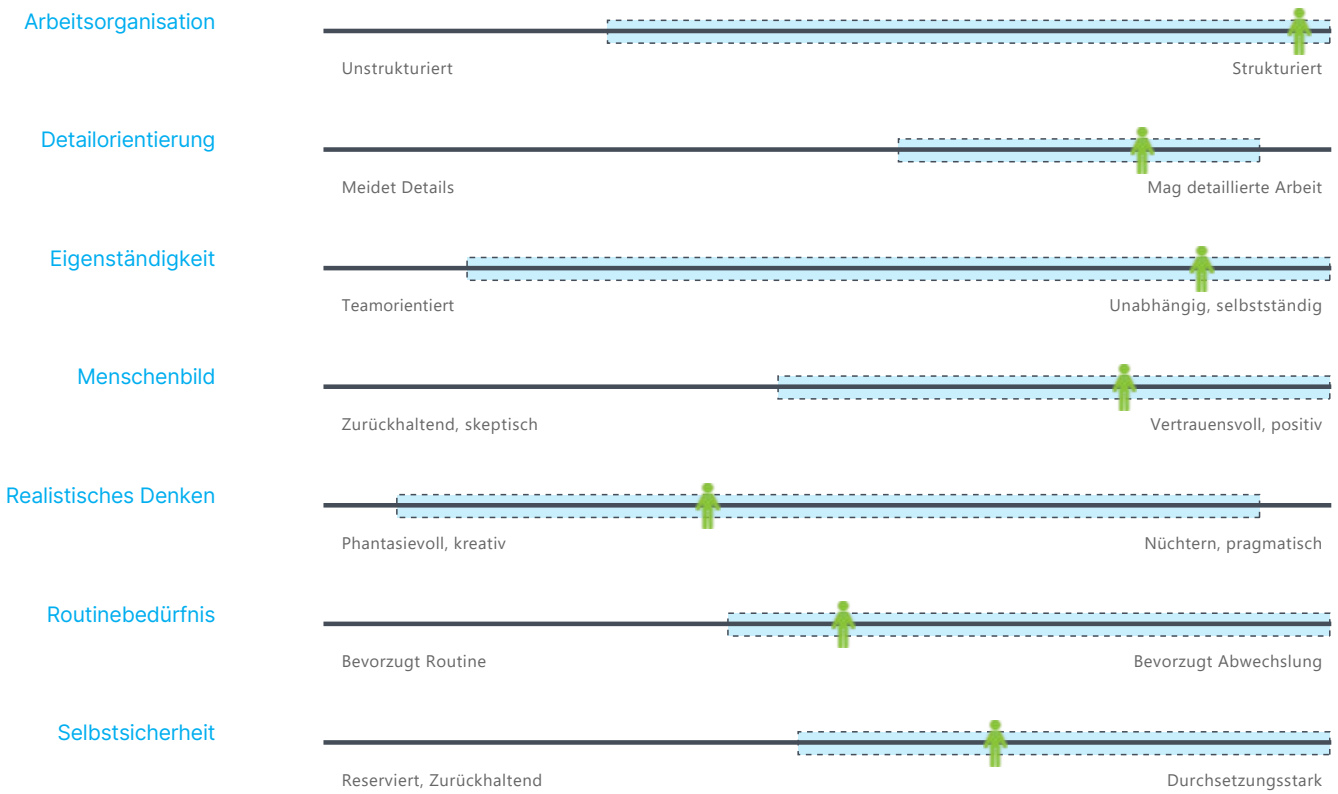 Arbeitsorganisation
Unstrukturiert
Strukturiert
Detailorientierung
Meidet Details
Mag detaillierte Arbeit
Eigenständigkeit
Teamorientiert
Unabhängig, selbstständig
Menschenbild
Zurückhaltend, skeptisch
Vertrauensvoll, positiv
Realistisches Denken
Phantasievoll, kreativ
Nüchtern, pragmatisch
Routinebedürfnis
Bevorzugt Routine
Bevorzugt Abwechslung
Selbstsicherheit
Reserviert, Zurückhaltend
Durchsetzungsstark